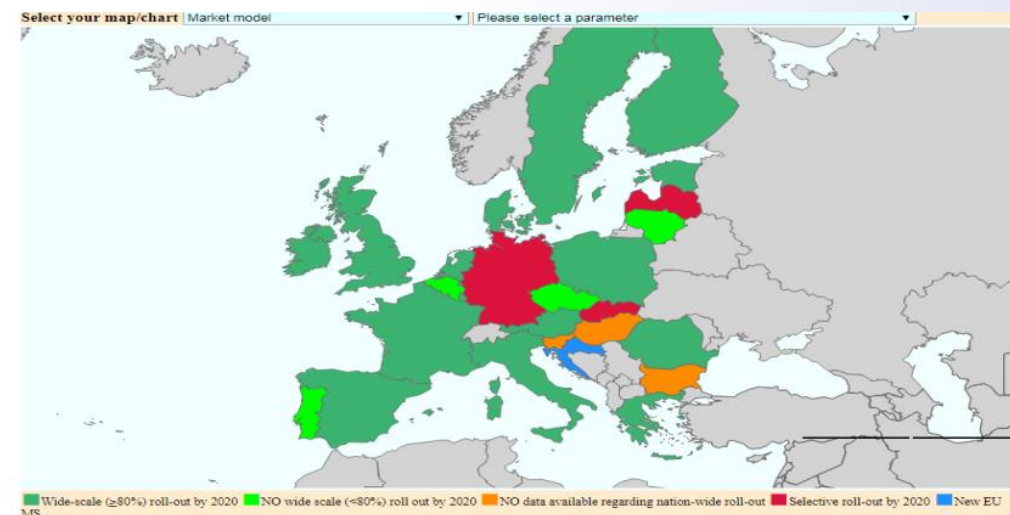 Select your map/chart Market model Please select a parameter
Wide-scale (≥80%) roll-out by 2020 NO wide scale (<80%) roll out by 2020 NO data available regarding nation-wide roll-out Selective roll-out by 2020 New EU
MS